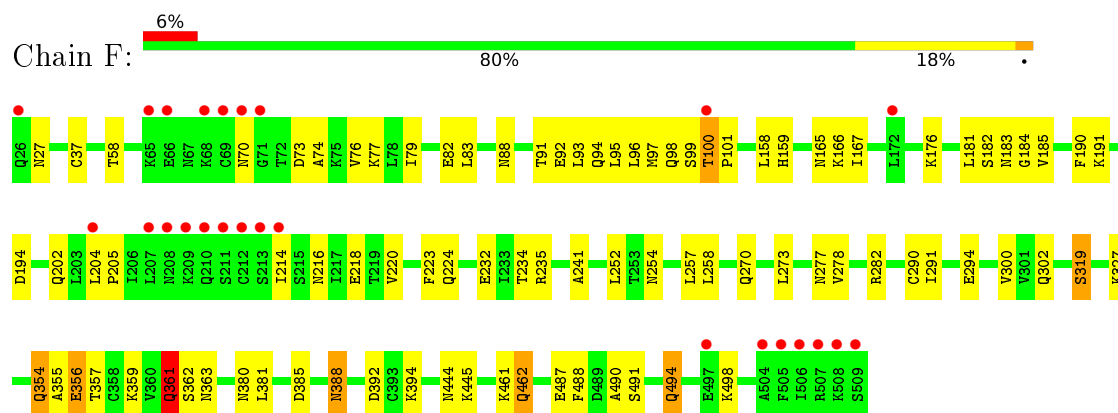 6%
Chain F:
80% 18% •
Q26 N27 C37 T58 K65 E66 N67 K68 C69 N70 G71 T72 D73 A74 K75 V76 K77 L78 I79 E82 L83 N88 T91 E92 L93 Q94 L95 L96 M97 Q98 S99 T100 P101 L158 H159 N165 K166 I167 L172 K176 L181 S182 N183 G184 V185 F190 K191
D194 Q202 L203 L204 P205 I206 L207 N208 K209 Q210 S211 C212 S213 I214 S215 N216 I217 E218 T219 V220 F223 Q224 E232 I233 T234 R235 A241 L252 T253 N254 L257 L258 Q270 L273 N277 V278 R282 C290 I291 E294 V300 V301 Q302 S319 K327
Q354 A355 E356 T357 C358 K359 V360 Q361 S362 N363 N380 L381 D385 N388 D392 C393 K394 N444 K445 K461 Q462 E487 F488 D489 A490 S491 Q494 E497 K498 A504 F505 I506 R507 K508 S509